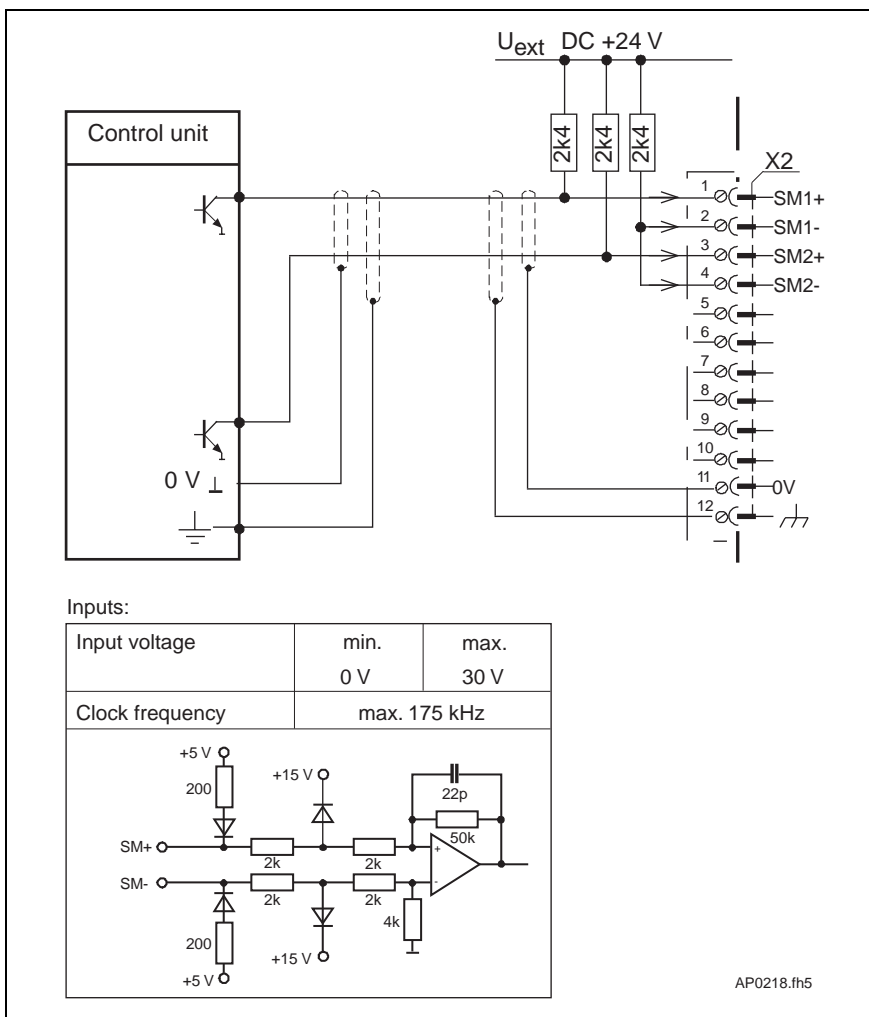 Uext DC +24 V
Control unit
2k4
2k4
2k4
X2
1
SM1+
2
SM1-
3
SM2+
4
SM2-
5
6
7
8
9
10
0 V
11
0V
12
Inputs:
Input voltage min. max.
0 V 30 V
Clock frequency max. 175 kHz
+5 V
+15 V
200
22p
50k
SM+
2k
2k
+
SM-
2k
2k
-
4k
200
+15 V
+5 V
AP0218.fh5